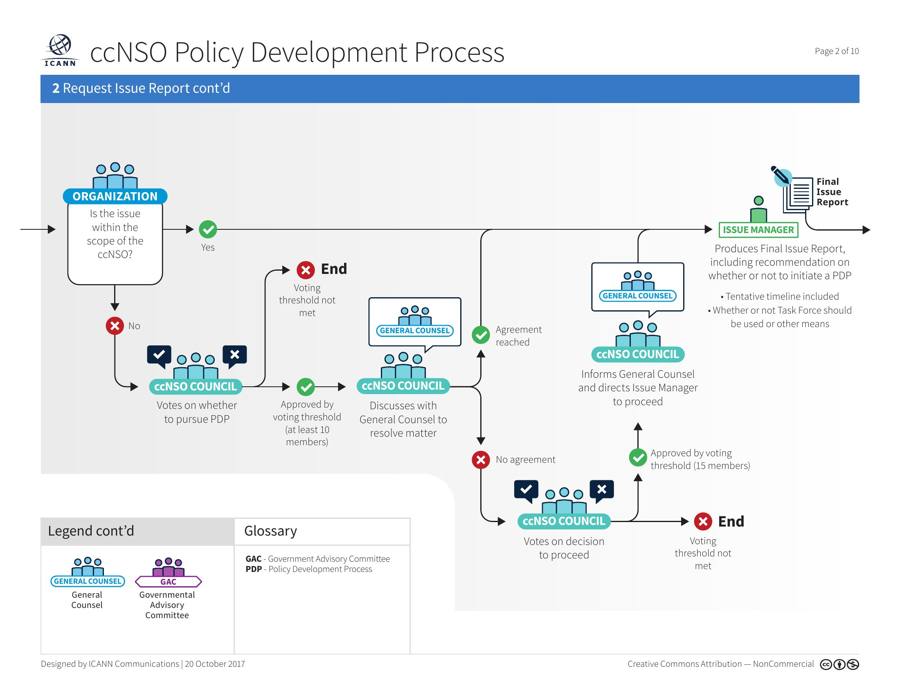 ICANN
ccNSO Policy Development Process
Page 2 of 10
2 Request Issue Report cont'd
ORGANIZATION
Is the issue
within the
scope of the
ccNSO?
Yes
No
End
Voting
threshold not
met
ccNSO COUNCIL
Votes on whether
to pursue PDP
Approved by
voting threshold
(at least 10
members)
GENERAL COUNSEL
ccNSO COUNCIL
Discusses with
General Counsel to
resolve matter
Agreement
reached
No agreement
ccNSO COUNCIL
Votes on decision
to proceed
End
Voting
threshold not
met
Approved by voting
threshold (15 members)
GENERAL COUNSEL
ccNSO COUNCIL
Informs General Counsel
and directs Issue Manager
to proceed
Final
Issue
Report
ISSUE MANAGER
Produces Final Issue Report,
including recommendation on
whether or not to initiate a PDP
• Tentative timeline included
• Whether or not Task Force should
be used or other means
Legend cont'd
GENERAL COUNSEL
General
Counsel
GAC
Governmental
Advisory
Committee
Glossary
GAC - Government Advisory Committee
PDP - Policy Development Process
Designed by ICANN Communications | 20 October 2017
Creative Commons Attribution — NonCommercial